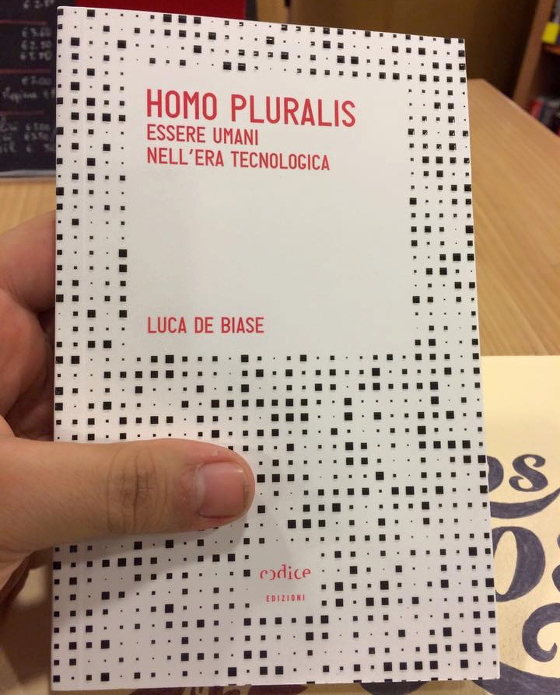 HOMO PLURALIS
ESSERE UMANI
NELL'ERA TECNOLOGICA
LUCA DE BIASE
codice
EDIZIONI